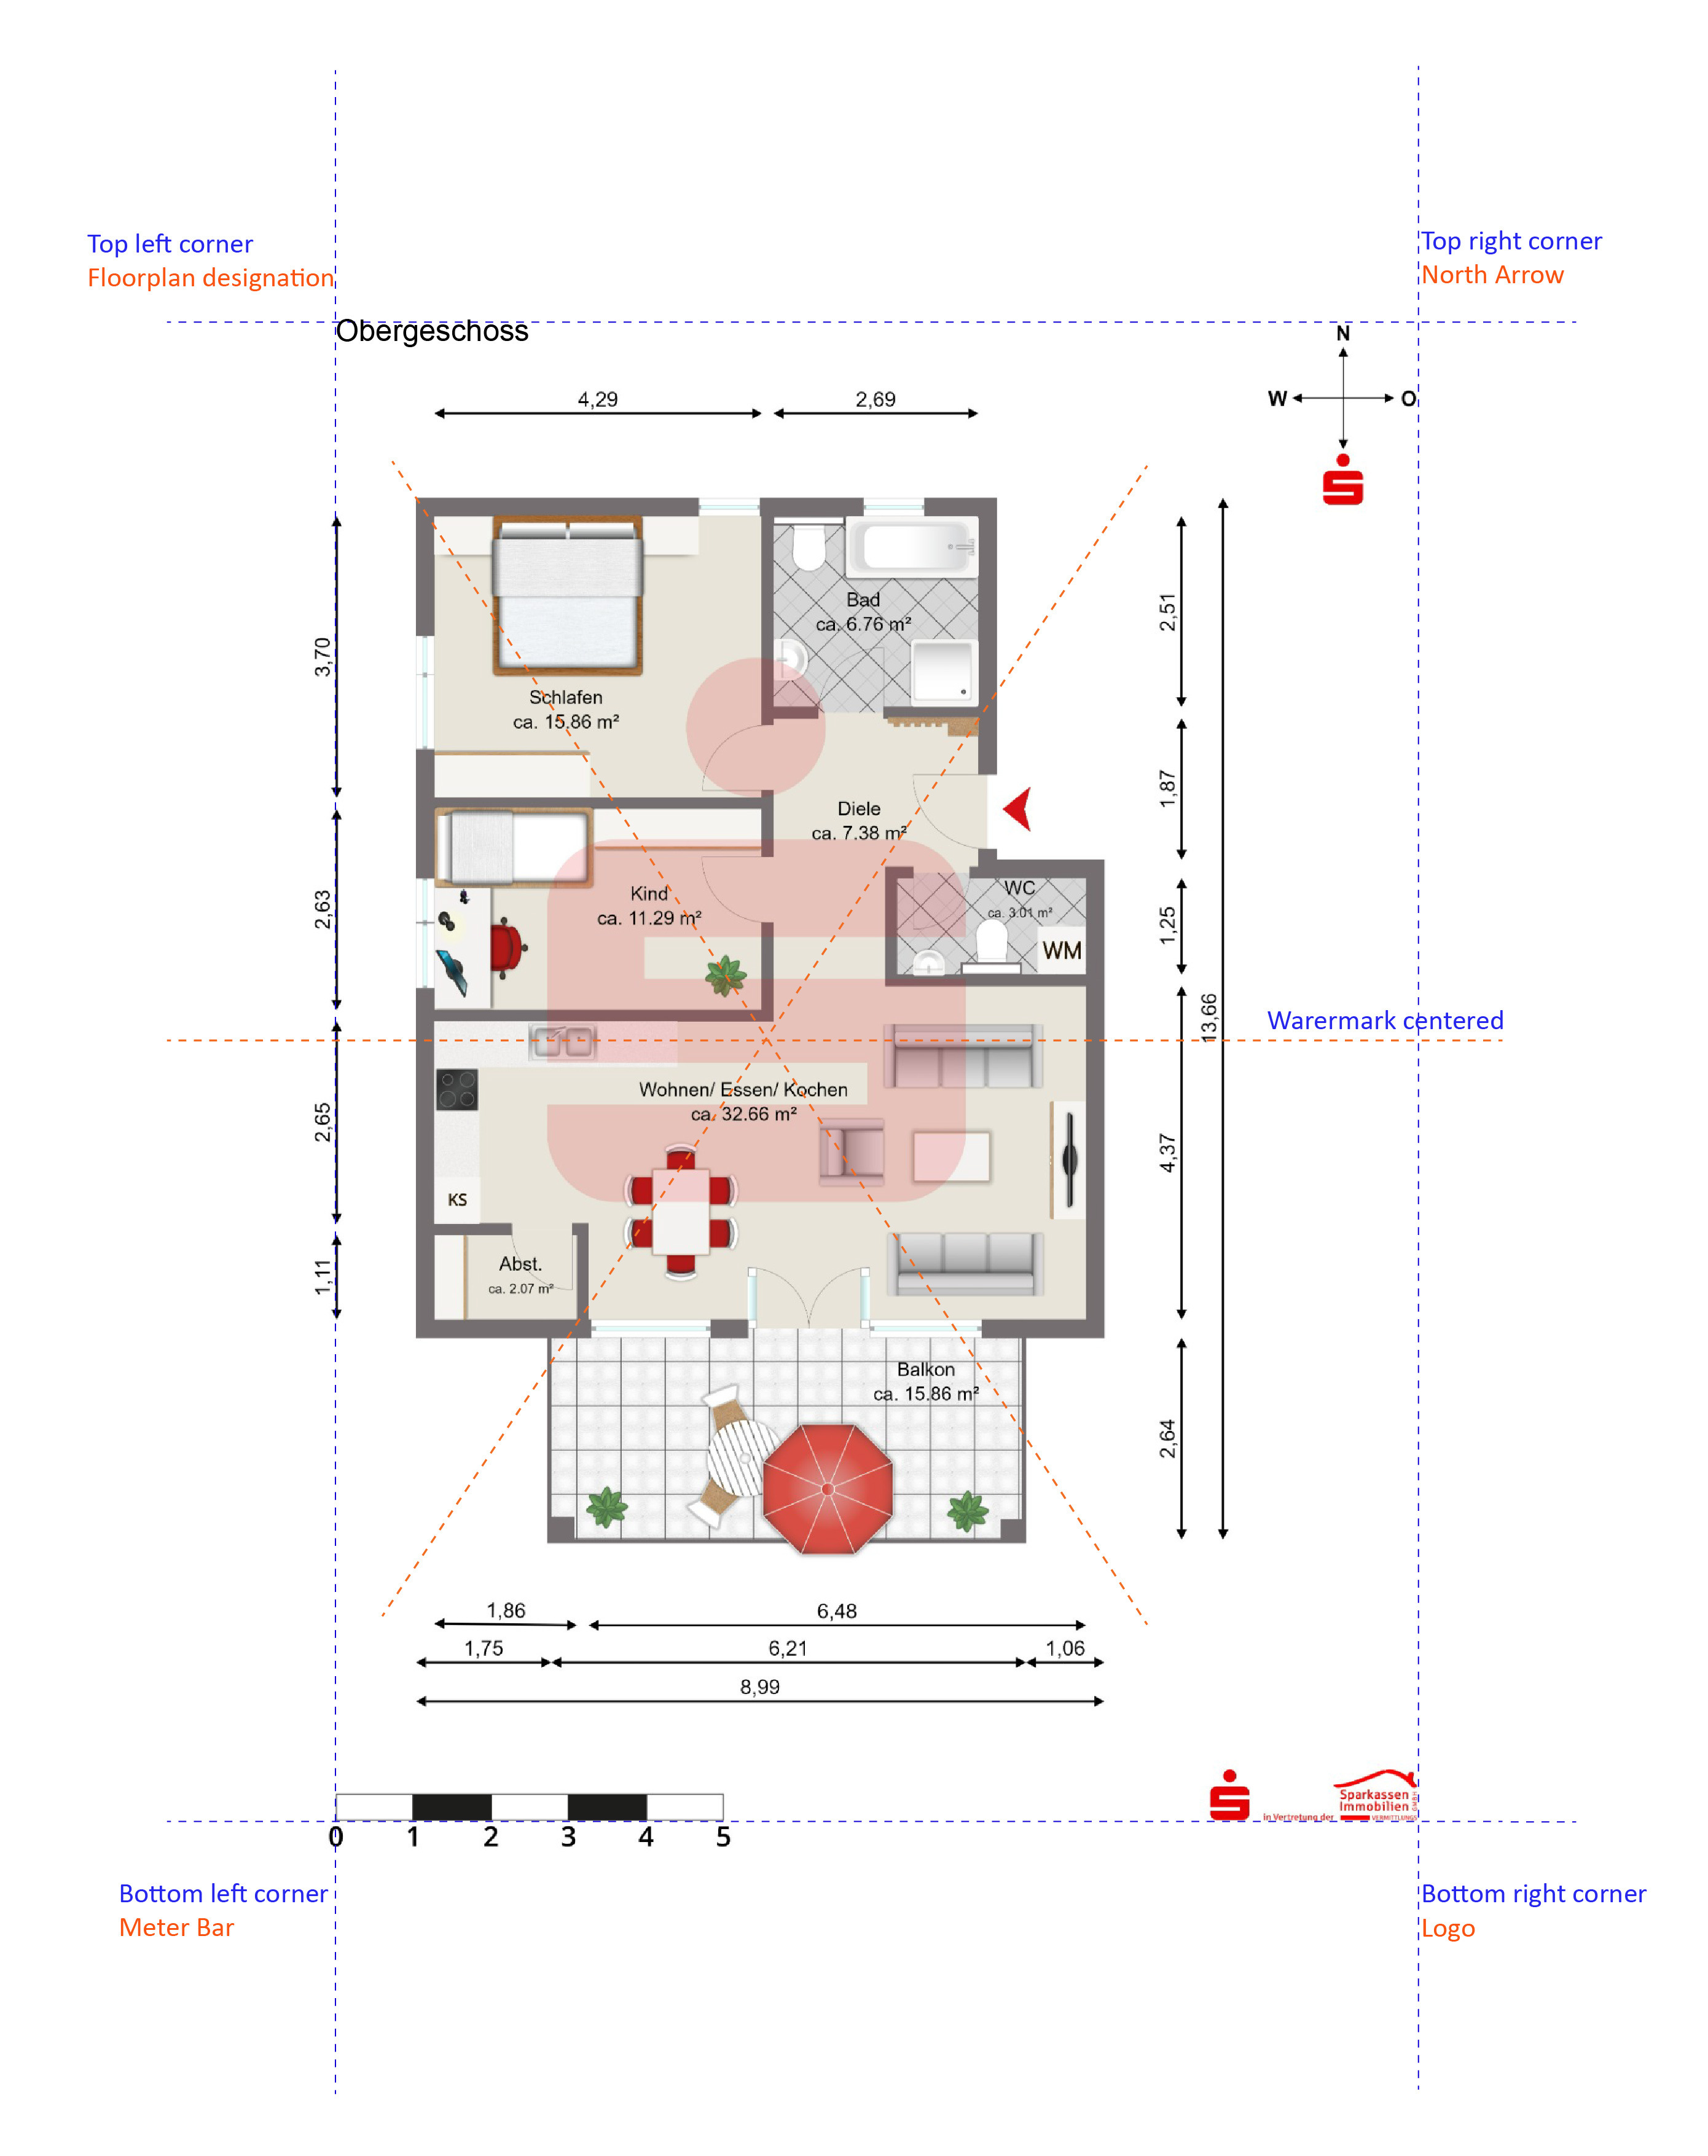 Top left corner
Floorplan designation
Top right corner
North Arrow
Obergeschoss
N
W
O
4,29
2,69
3,70
2,63
2,65
1,11
2,51
1,87
1,25
4,37
2,64
13,66
Bad
ca. 6.76 m²
Schlafen
ca. 15.86 m²
Diele
ca. 7.38 m²
Kind
ca. 11.29 m²
WC
ca. 3.01 m²
WM
Warermark centered
Wohnen/ Essen/ Kochen
ca. 32.66 m²
KS
Abst.
ca. 2.07 m²
Balkon
ca. 15.86 m²
1,86
6,48
1,75
6,21
1,06
8,99
0 1 2 3 4 5
in Vertretung der
Sparkassen
Immobilien
GMBH
VERMITTLUNGS
Bottom left corner
Meter Bar
Bottom right corner
Logo